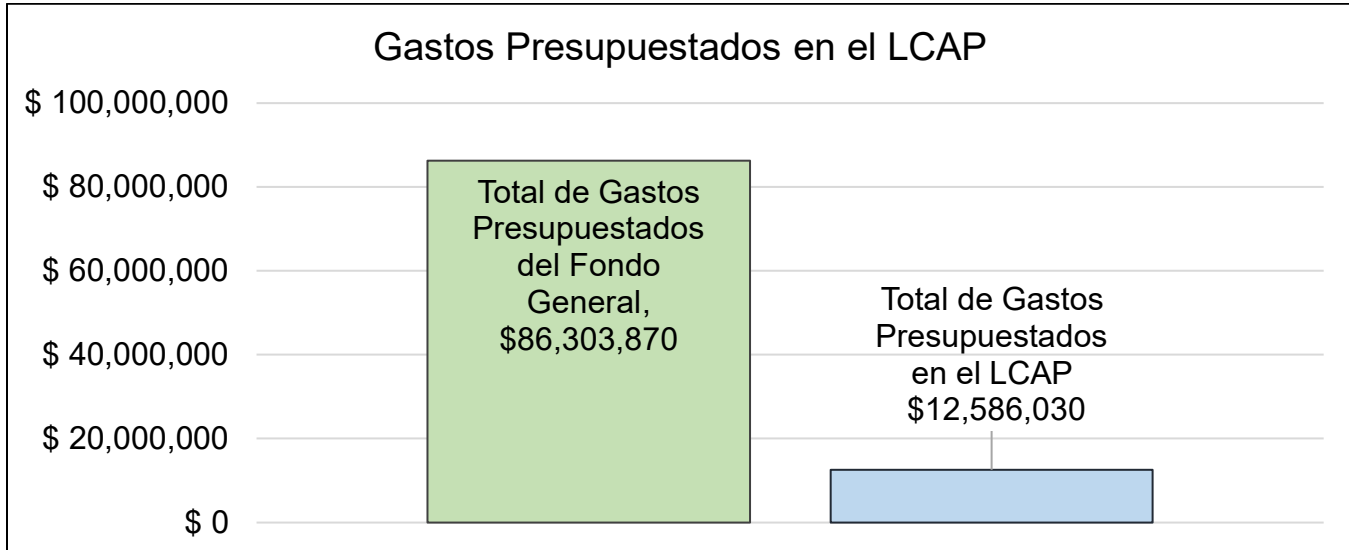 Gastos Presupuestados en el LCAP
$ 100,000,000
$ 80,000,000
$ 60,000,000
$ 40,000,000
$ 20,000,000
$ 0
Total de Gastos
Presupuestados
del Fondo
General,
$86,303,870
Total de Gastos
Presupuestados
en el LCAP
$12,586,030